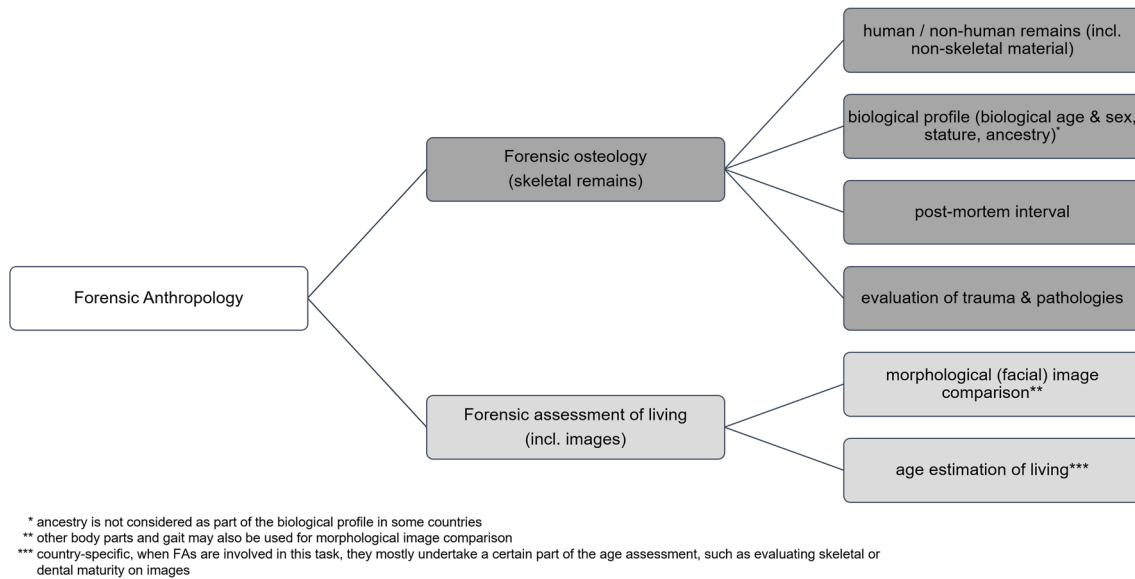 human / non-human remains (incl.
non-skeletal material)
biological profile (biological age & sex,
stature, ancestry)*
Forensic osteology
(skeletal remains)
post-mortem interval
Forensic Anthropology
evaluation of trauma & pathologies
morphological (facial) image
comparison**
Forensic assessment of living
(incl. images)
age estimation of living***
* ancestry is not considered as part of the biological profile in some countries
** other body parts and gait may also be used for morphological image comparison
*** country-specific, when FAs are involved in this task, they mostly undertake a certain part of the age assessment, such as evaluating skeletal or
dental maturity on images